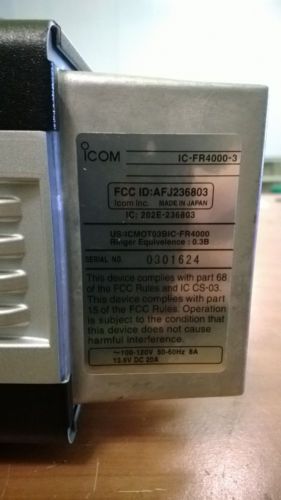 ICOM
IC-FR4000-3
FCC ID:AFJ236803
Icom Inc. MADE IN JAPAN
IC: 202E-236803
US:ICMOT03BIC-FR4000
Ringer Equivelence : 0.3B
SERIAL NO. 0301624
This device complies with part 68
of the FCC Rules and IC CS-03.
This device complies with part
15 of the FCC Rules. Operation
is subject to the condition that
this device does not cause
harmful interference.
~100-120V 50-60Hz 8A
13.6V DC 20A